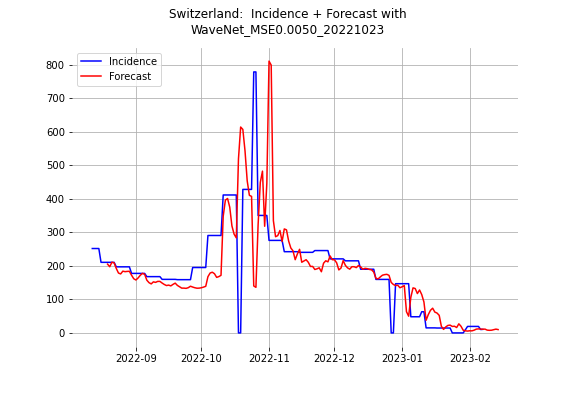 Switzerland:  Incidence + Forecast with
WaveNet_MSE0.0050_20221023
Incidence
Forecast
800
700
600
500
400
300
200
100
0
2022-09 2022-10 2022-11 2022-12 2023-01 2023-02